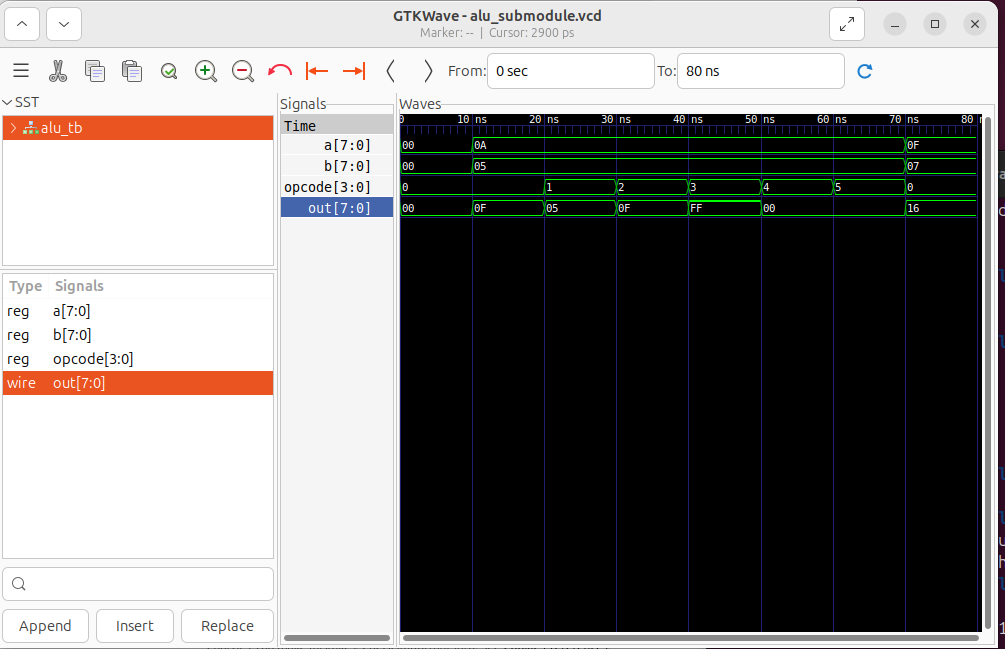 GTKWave - alu_submodule.vcd
Marker: -- | Cursor: 2900 ps
From: 0 sec To: 80 ns
SST
alu_tb
Type Signals
reg a[7:0]
reg b[7:0]
reg opcode[3:0]
wire out[7:0]
Append Insert Replace
Signals
Time
a[7:0]
b[7:0]
opcode[3:0]
out[7:0]
Waves
0 10 ns 20 ns 30 ns 40 ns 50 ns 60 ns 70 ns 80
00 0A 0F
00 05 07
0 1 2 3 4 5 0
00 0F 05 0F FF 00 16